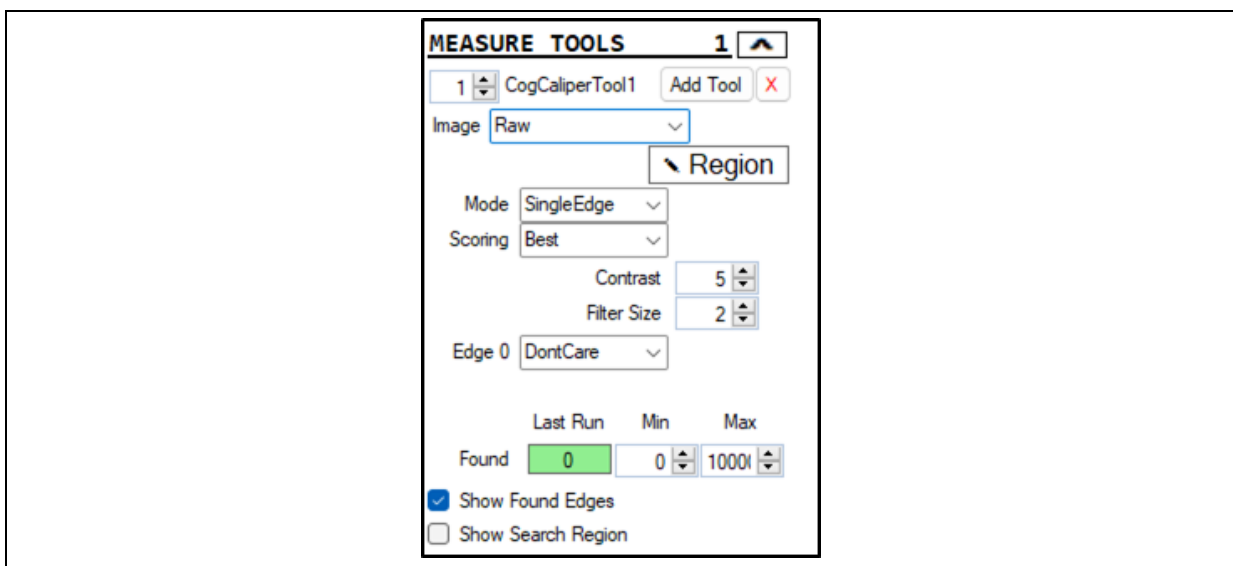 MEASURE TOOLS 1
1 CogCaliperTool1 Add Tool X
Image Raw
Region
Mode SingleEdge
Scoring Best
Contrast 5
Filter Size 2
Edge 0 DontCare
Last Run Min Max
Found 0 0 1000
Show Found Edges
Show Search Region